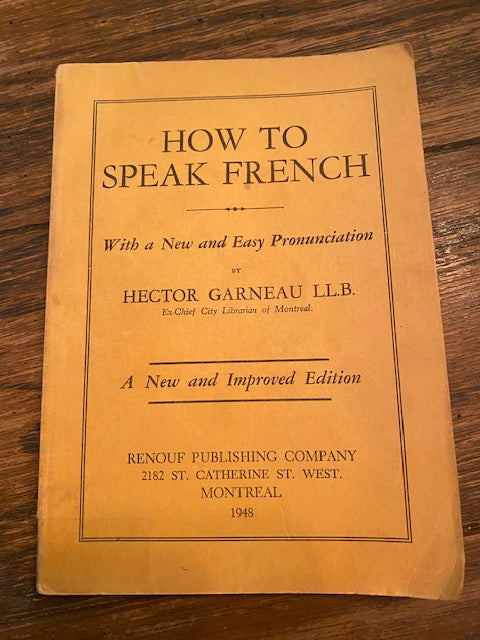 HOW TO
SPEAK FRENCH
With a New and Easy Pronunciation
BY
HECTOR GARNEAU LL.B.
Ex-Chief City Librarian of Montreal.
A New and Improved Edition
RENOUF PUBLISHING COMPANY
2182 ST. CATHERINE ST. WEST.
MONTREAL
1948